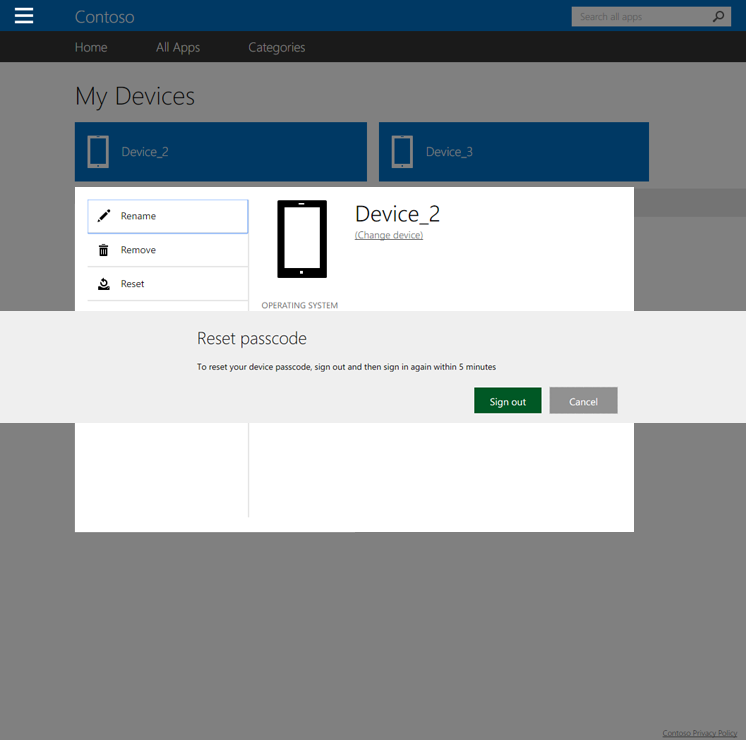 Contoso
Search all apps
Home
All Apps
Categories
My Devices
Device_2
Device_3
Rename
Remove
Reset
Device_2
(Change device)
OPERATING SYSTEM
Reset passcode
To reset your device passcode, sign out and then sign in again within 5 minutes
Sign out
Cancel
Contoso Privacy Policy